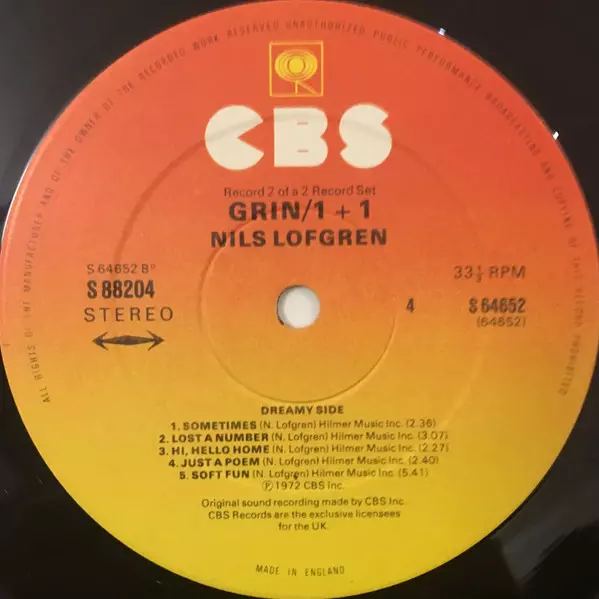 ALL RIGHTS OF THE MANUFACTURER AND OF THE OWNER OF THE RECORDED WORK RESERVED UNAUTHORIZED PUBLIC PERFORMANCE BROADCASTING AND COPYING OF THIS RECORD PROHIBITED
CBS
Record 2 of a 2 Record Set
GRIN/1 + 1
NILS LOFGREN
S 64652 B°
S 88204
STEREO
33⅓ RPM
4
S 64652
(64652)
DREAMY SIDE
1. SOMETIMES (N. Lofgren) Hilmer Music Inc. (2.36)
2. LOST A NUMBER (N. Lofgren) Hilmer Music Inc. (3.07)
3. HI, HELLO HOME (N. Lofgren) Hilmer Music Inc. (2.27)
4. JUST A POEM (N. Lofgren) Hilmer Music Inc. (2.40)
5. SOFT FUN (N. Lofgren) Hilmer Music Inc. (5.41)
Ⓟ 1972 CBS Inc.
Original sound recording made by CBS Inc.
CBS Records are the exclusive licensees
for the UK.
MADE IN ENGLAND